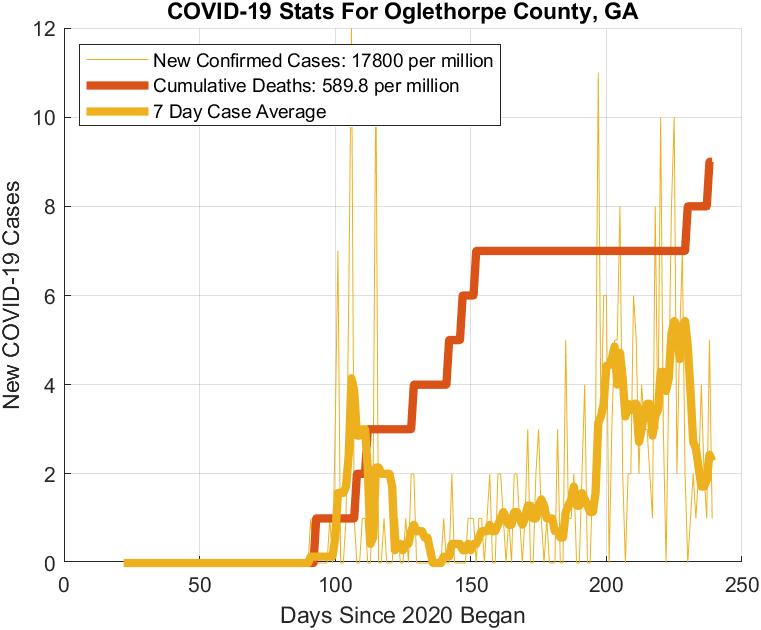 COVID-19 Stats For Oglethorpe County, GA
12
10
8
6
4
2
0
New COVID-19 Cases
New Confirmed Cases: 17800 per million
Cumulative Deaths: 589.8 per million
7 Day Case Average
0 50 100 150 200 250
Days Since 2020 Began